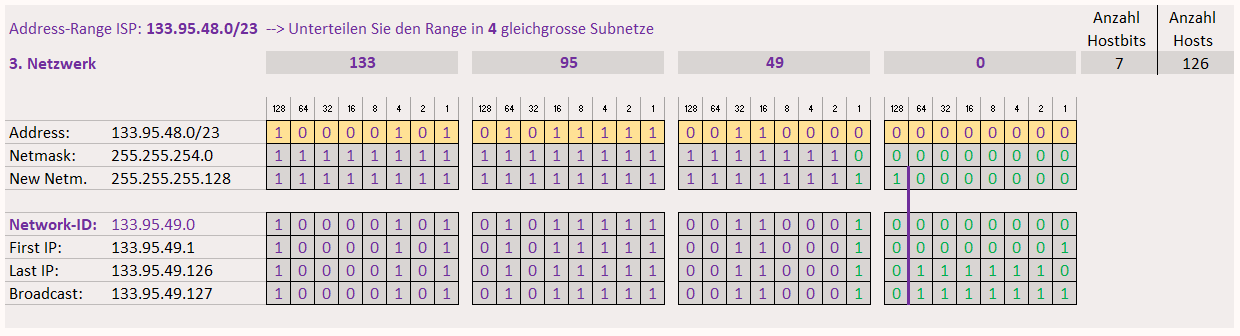 Address-Range ISP: 133.95.48.0/23 --> Unterteilen Sie den Range in 4 gleichgrosse Subnetze
Anzahl Hostbits Anzahl Hosts
3. Netzwerk 133 95 49 0 7 126
128 64 32 16 8 4 2 1 128 64 32 16 8 4 2 1 128 64 32 16 8 4 2 1 128 64 32 16 8 4 2 1
Address: 133.95.48.0/23 1 0 0 0 0 1 0 1 0 1 0 1 1 1 1 1 0 0 1 1 0 0 0 0 0 0 0 0 0 0 0 0
Netmask: 255.255.254.0 1 1 1 1 1 1 1 1 1 1 1 1 1 1 1 1 1 1 1 1 1 1 1 0 0 0 0 0 0 0 0 0
New Netm. 255.255.255.128 1 1 1 1 1 1 1 1 1 1 1 1 1 1 1 1 1 1 1 1 1 1 1 1 1 0 0 0 0 0 0 0
Network-ID: 133.95.49.0 1 0 0 0 0 1 0 1 0 1 0 1 1 1 1 1 0 0 1 1 0 0 0 1 0 0 0 0 0 0 0 0
First IP: 133.95.49.1 1 0 0 0 0 1 0 1 0 1 0 1 1 1 1 1 0 0 1 1 0 0 0 1 0 0 0 0 0 0 0 1
Last IP: 133.95.49.126 1 0 0 0 0 1 0 1 0 1 0 1 1 1 1 1 0 0 1 1 0 0 0 1 0 1 1 1 1 1 1 0
Broadcast: 133.95.49.127 1 0 0 0 0 1 0 1 0 1 0 1 1 1 1 1 0 0 1 1 0 0 0 1 0 1 1 1 1 1 1 1